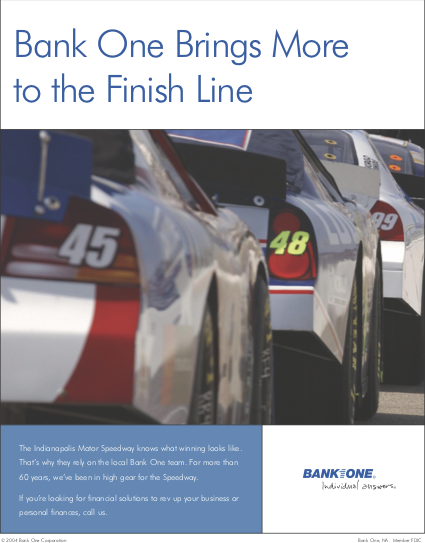 Bank One Brings More
to the Finish Line
45
48
99
The Indianapolis Motor Speedway knows what winning looks like.
That's why they rely on the local Bank One team. For more than
60 years, we've been in high gear for the Speedway.
If you're looking for financial solutions to rev up your business or
personal finances, call us.
BANK ONE®
Individual answers.
© 2004 Bank One Corporation
Bank One, NA Member FDIC